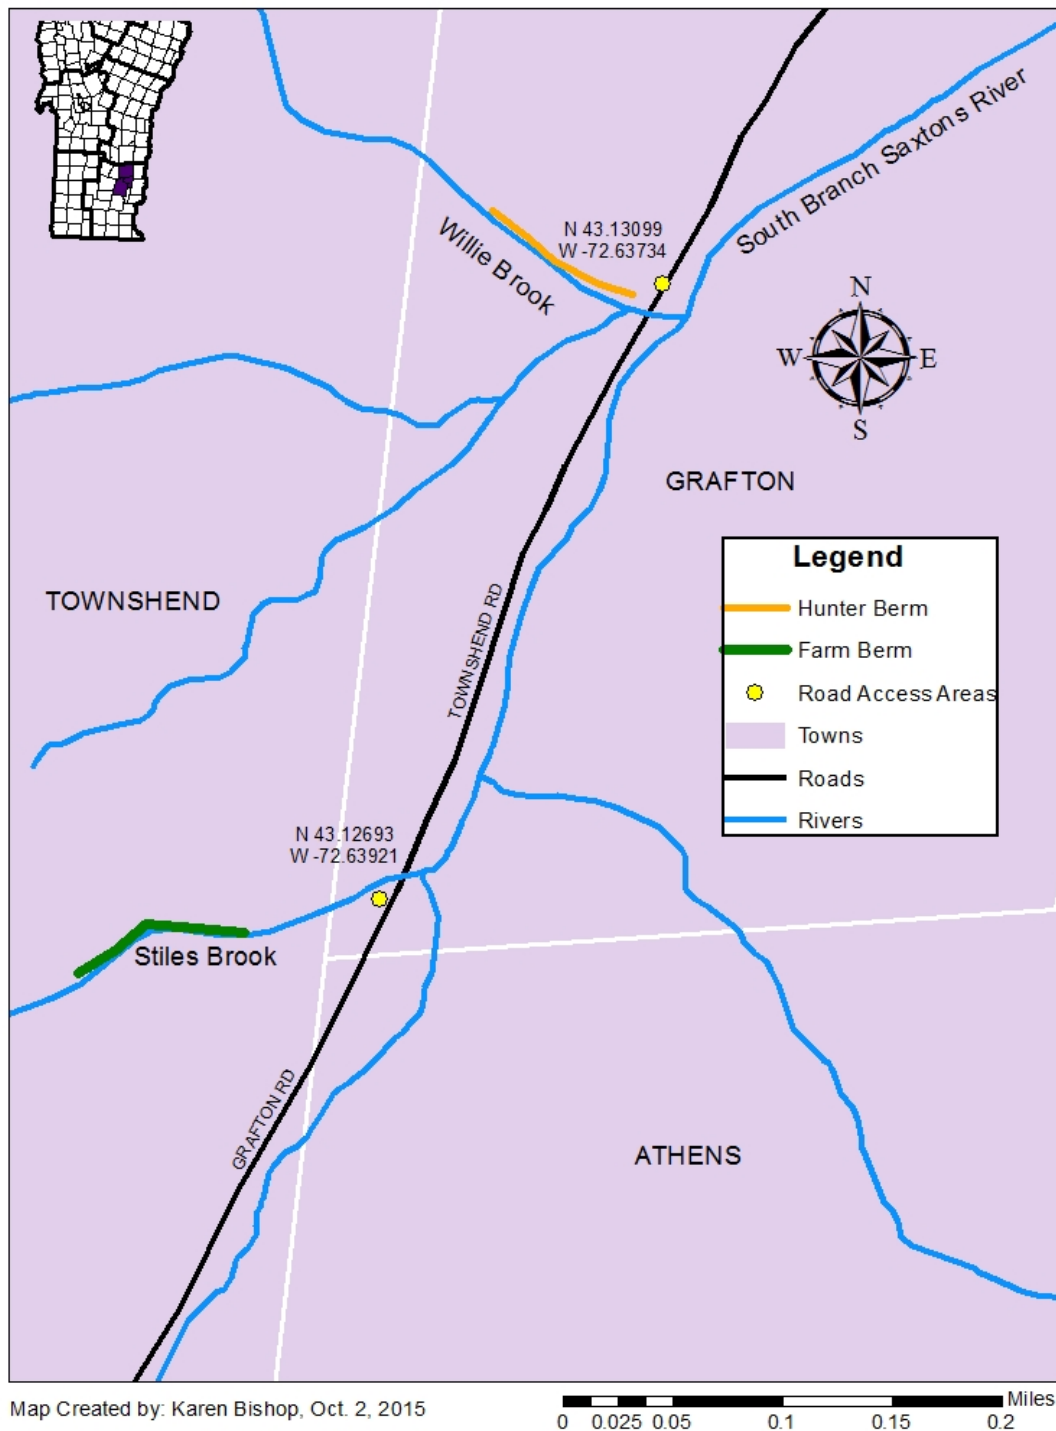 South Branch Saxtons River
N 43.13099
W -72.63734
Willie Brook
N
W E
S
GRAFTON
Legend
Hunter Berm
Farm Berm
Road Access Areas
Towns
Roads
Rivers
TOWNSHEND
TOWNSHEND RD
N 43.12693
W -72.63921
Stiles Brook
GRAFTON RD
ATHENS
Map Created by: Karen Bishop, Oct. 2, 2015
Miles
0 0.025 0.05 0.1 0.15 0.2